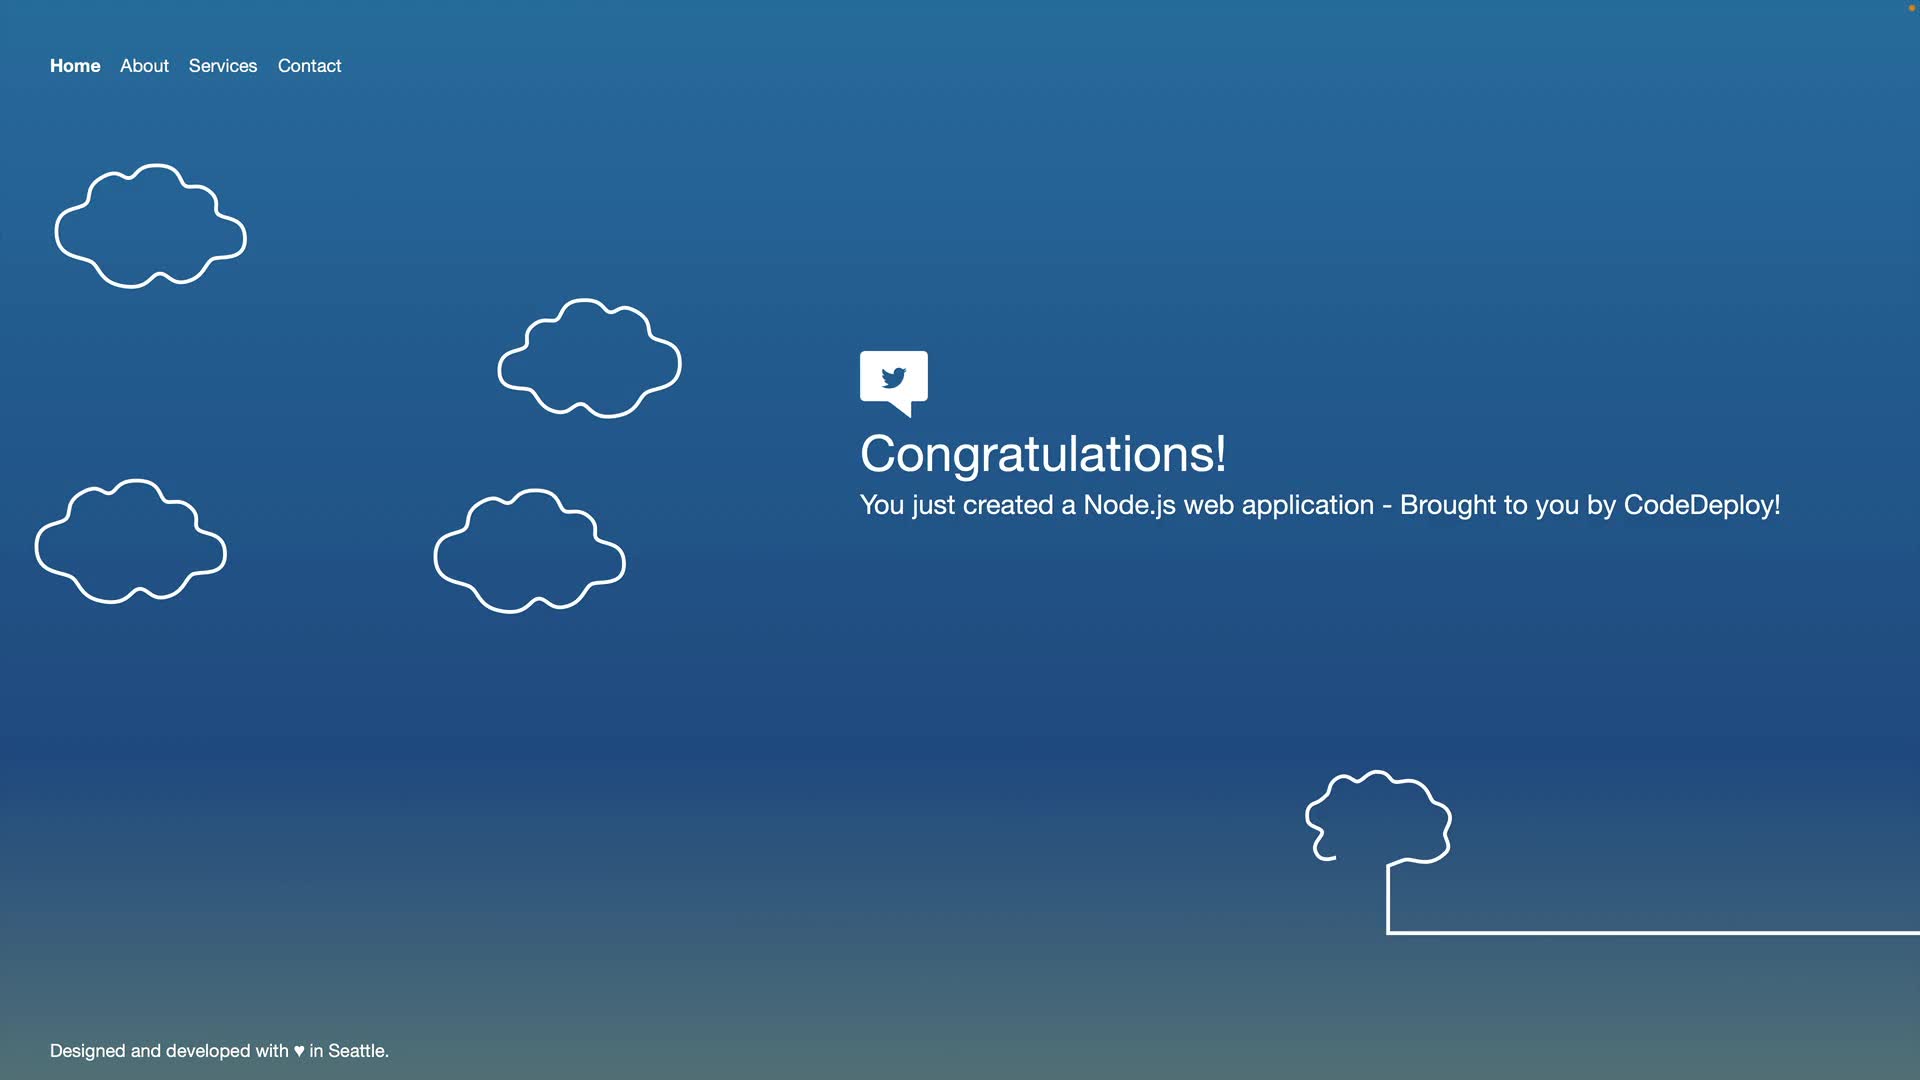 Home About Services Contact
Congratulations!
You just created a Node.js web application - Brought to you by CodeDeploy!
Designed and developed with ♥ in Seattle.